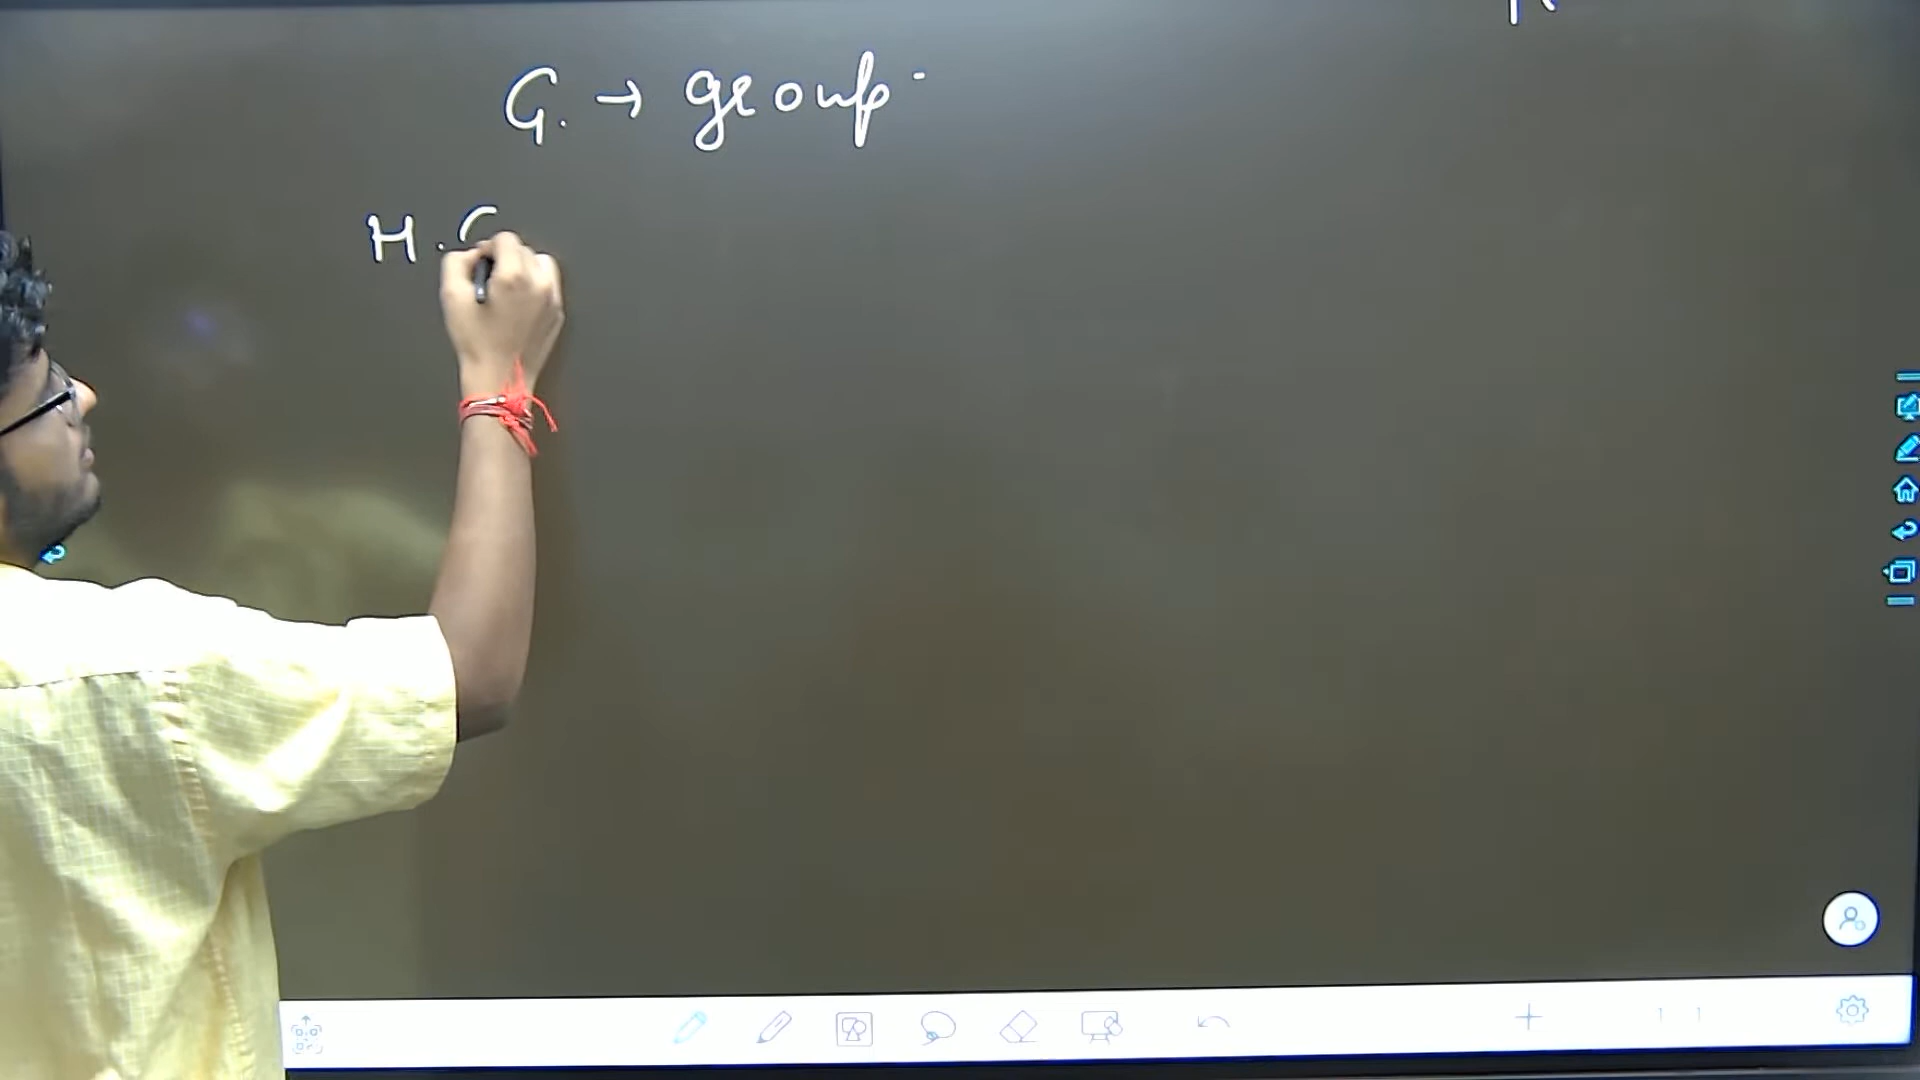 G. → group
H.